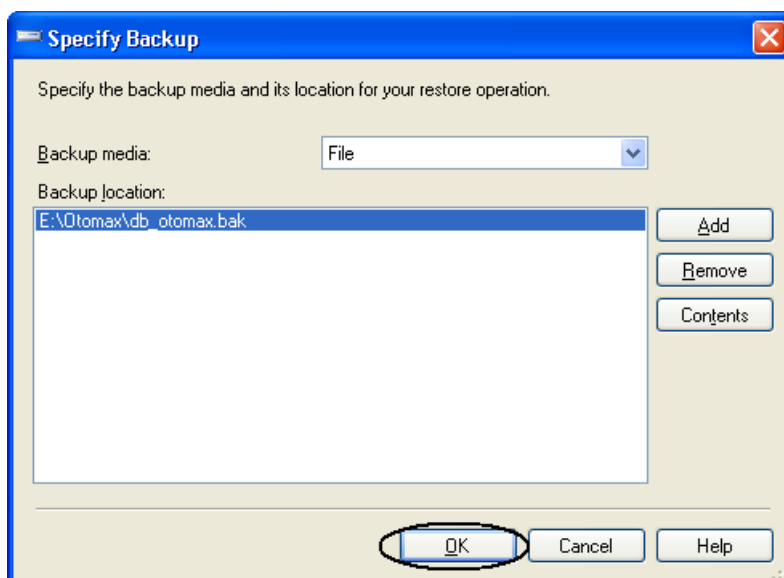 Specify Backup
Specify the backup media and its location for your restore operation.
Backup media:
File
Backup location:
E:\Otomax\db_otomax.bak
Add
Remove
Contents
OK
Cancel
Help